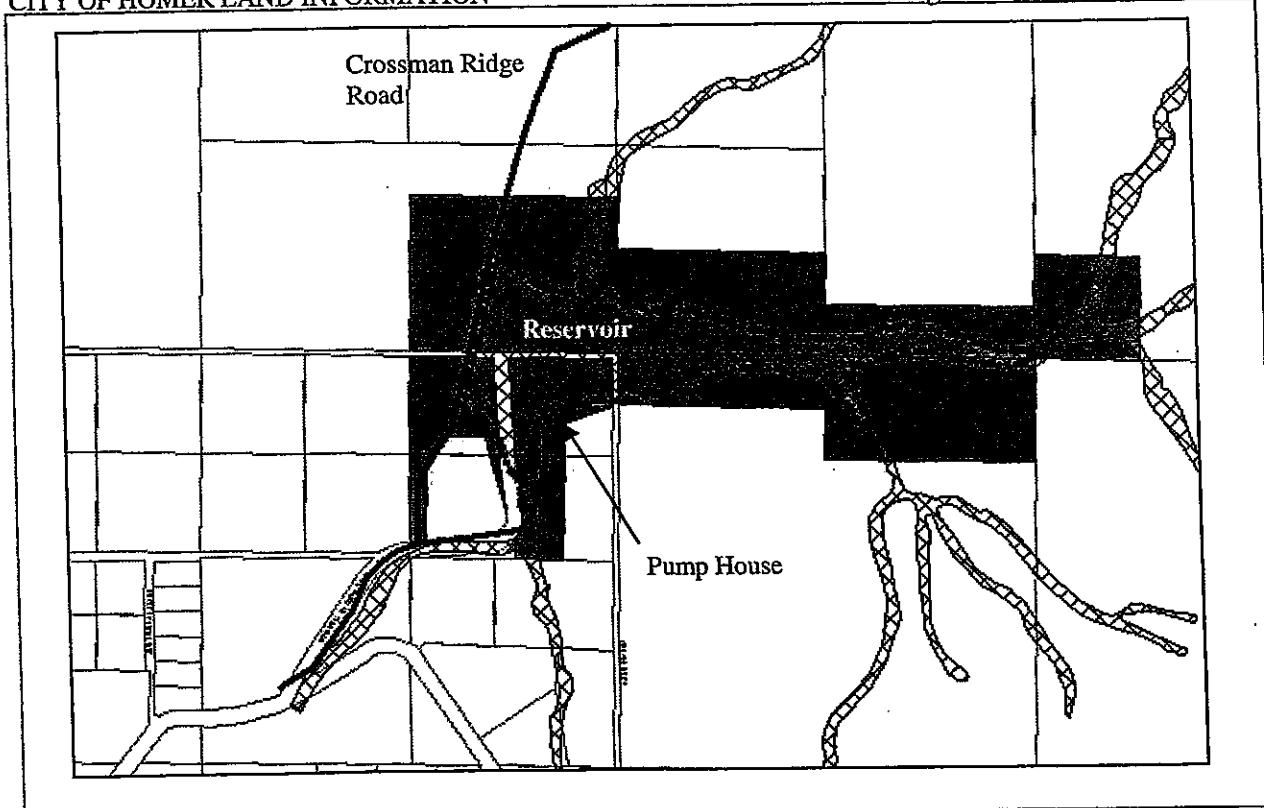 CITY OF HOMER LAND INFORMATION
Crossman Ridge
Road
Reservoir
Pump House